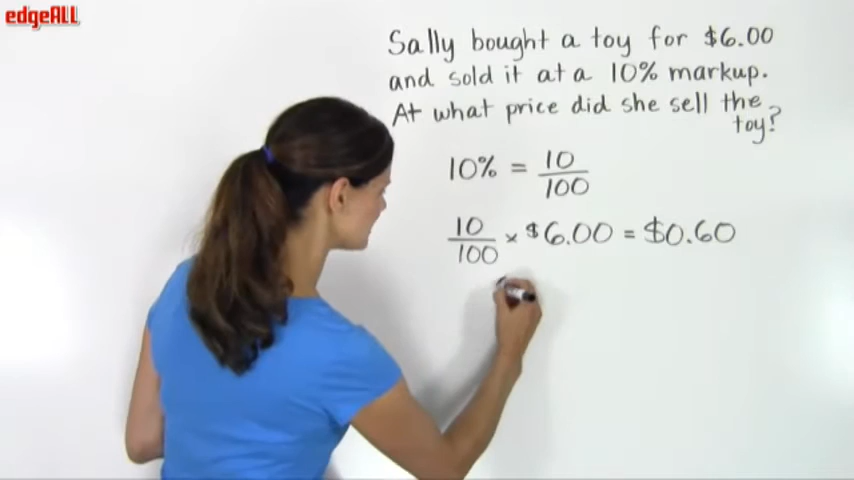 edgeALL
Sally bought a toy for $6.00
and sold it at a 10% markup.
At what price did she sell the
toy?
10% = 10/100
10/100 × $6.00 = $0.60